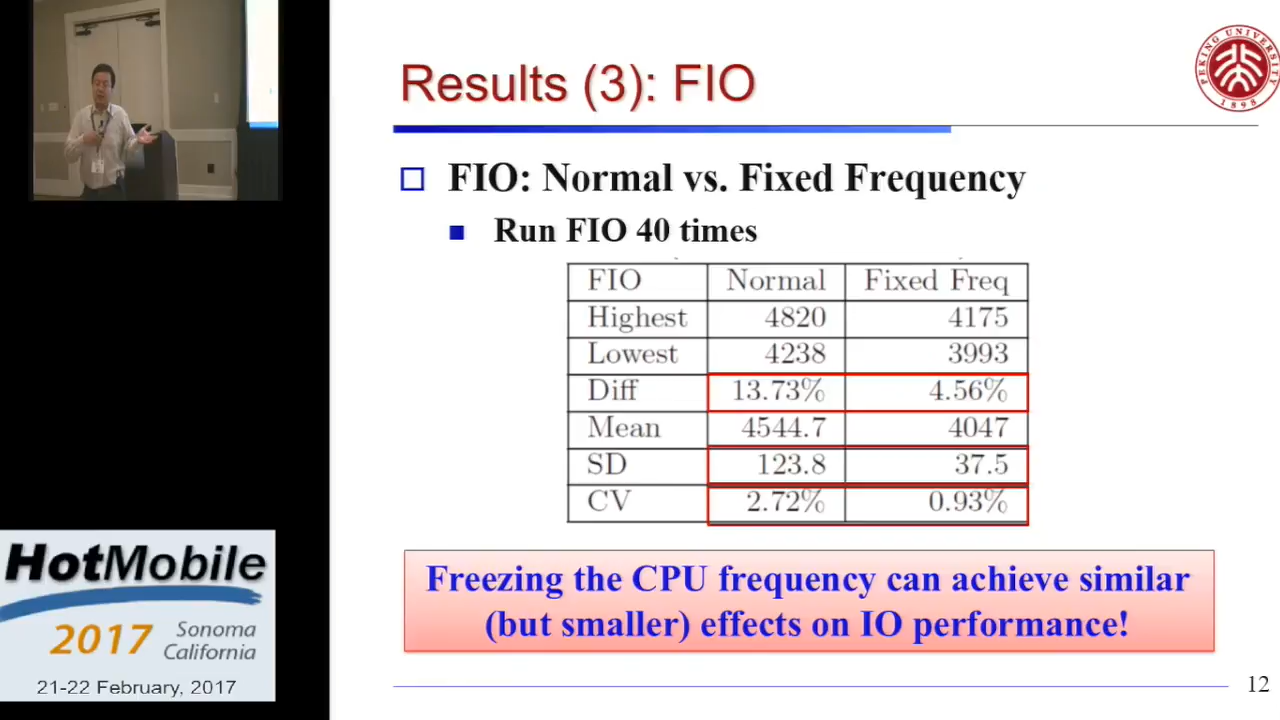 Results (3): FIO
PEKING UNIVERSITY
1898
FIO: Normal vs. Fixed Frequency
Run FIO 40 times
FIO Normal Fixed Freq
Highest 4820 4175
Lowest 4238 3993
Diff 13.73% 4.56%
Mean 4544.7 4047
SD 123.8 37.5
CV 2.72% 0.93%
Freezing the CPU frequency can achieve similar
(but smaller) effects on IO performance!
HotMobile
2017 Sonoma
California
21-22 February, 2017
12